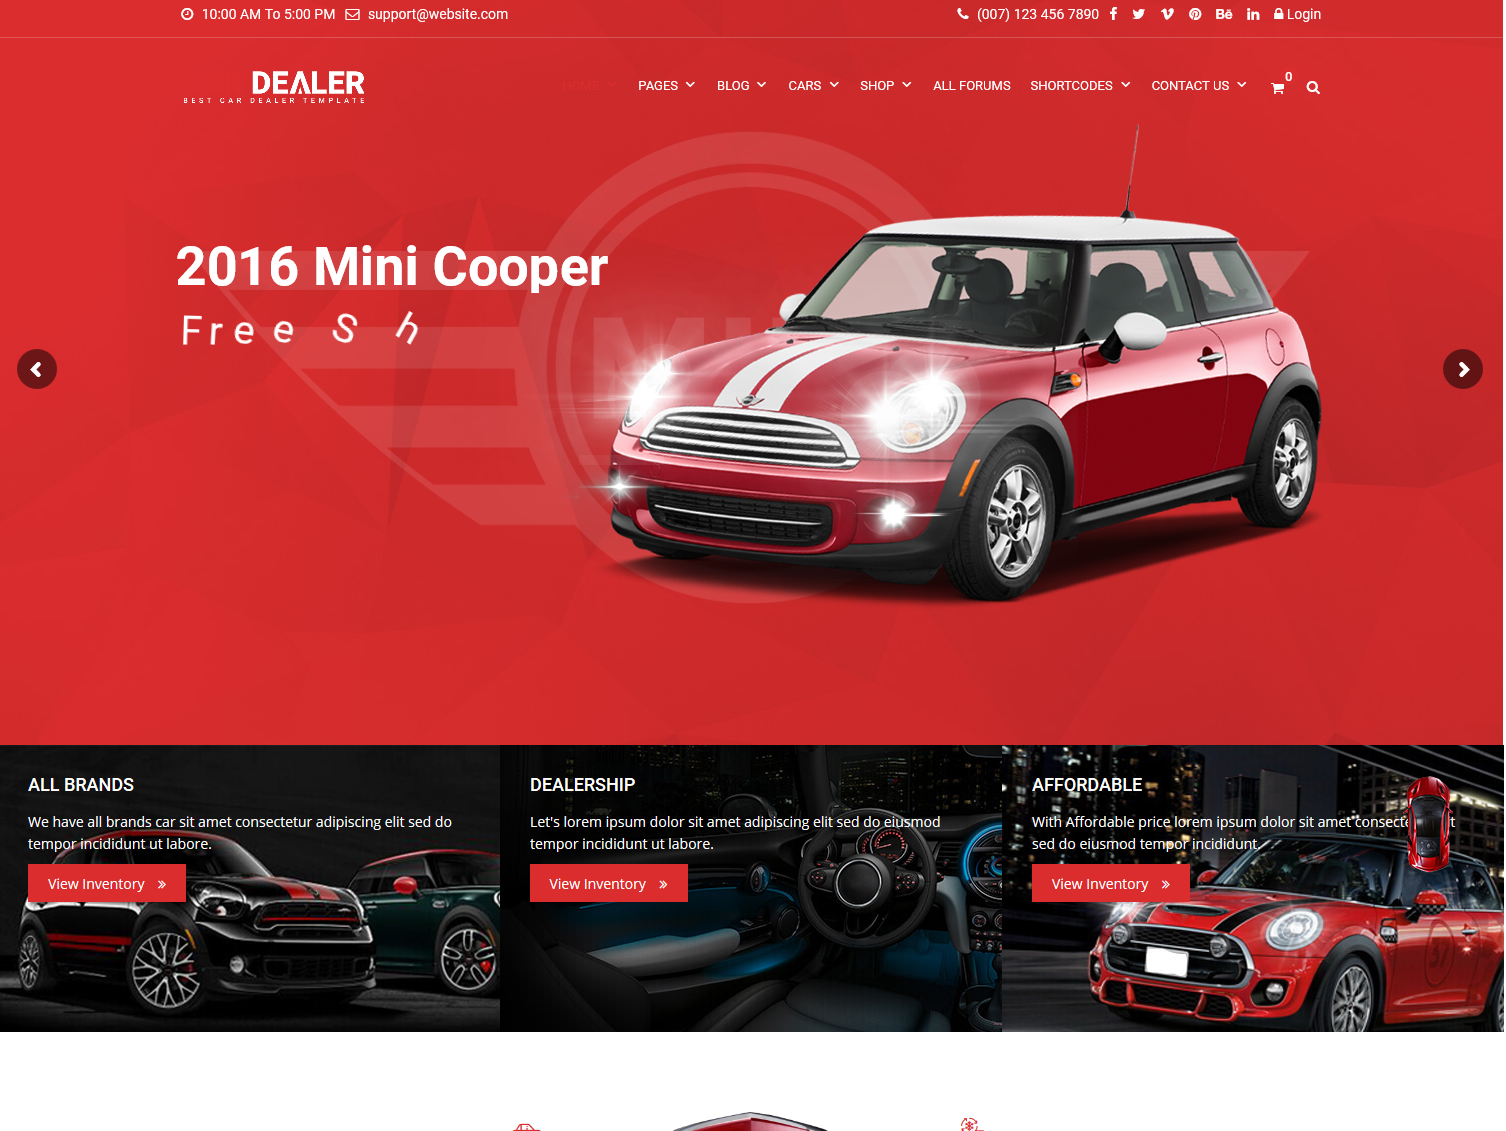 10:00 AM To 5:00 PM support@website.com (007) 123 456 7890 Login
DEALER
BEST CAR DEALER TEMPLATE
HOME PAGES BLOG CARS SHOP ALL FORUMS SHORTCODES CONTACT US 0
2016 Mini Cooper
Free Sh
ALL BRANDS
We have all brands car sit amet consectetur adipiscing elit sed do
tempor incididunt ut labore.
View Inventory »
DEALERSHIP
Let's lorem ipsum dolor sit amet adipiscing elit sed do eiusmod
tempor incididunt ut labore.
View Inventory »
AFFORDABLE
With Affordable price lorem ipsum dolor sit amet
sed do eiusmod tempor incididunt
View Inventory »